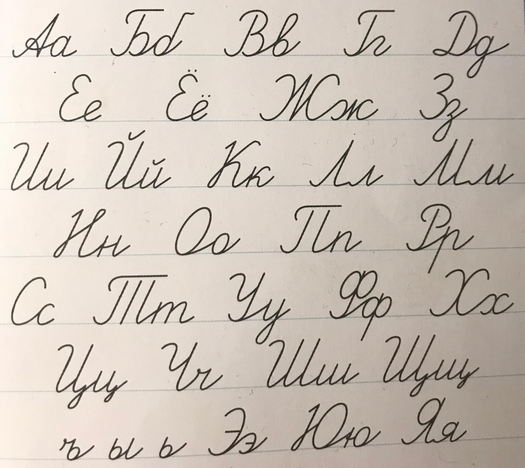 Аа Бб Вв Гг Дд
Ее Ёё Жж Зз
Ии Йй Кк Лл Мм
Нн Оо Пп Рр
Сс Тт Уу Фф Хх
Цц Чч Шш Щщ
ъ ы ь Ээ Юю Яя